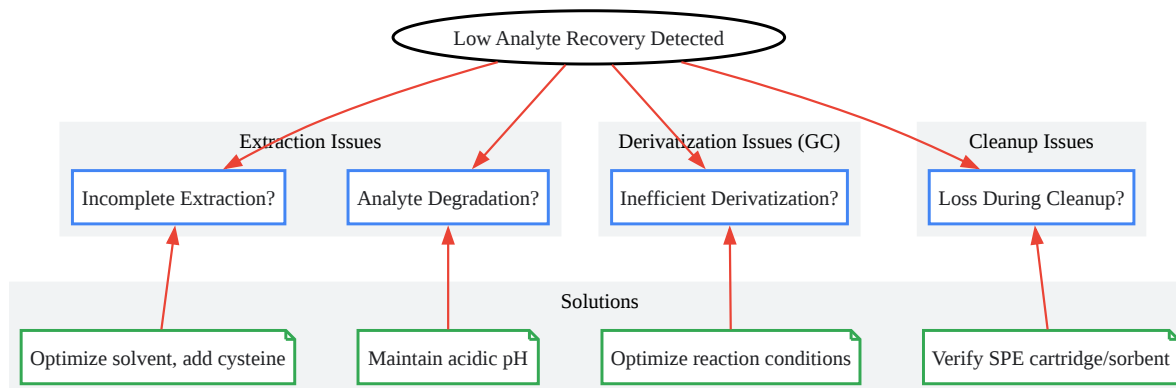 Low Analyte Recovery Detected
Extraction Issues
Derivatization Issues (GC)
Cleanup Issues
Incomplete Extraction?
Analyte Degradation?
Inefficient Derivatization?
Loss During Cleanup?
Solutions
Optimize solvent, add cysteine
Maintain acidic pH
Optimize reaction conditions
Verify SPE cartridge/sorbent